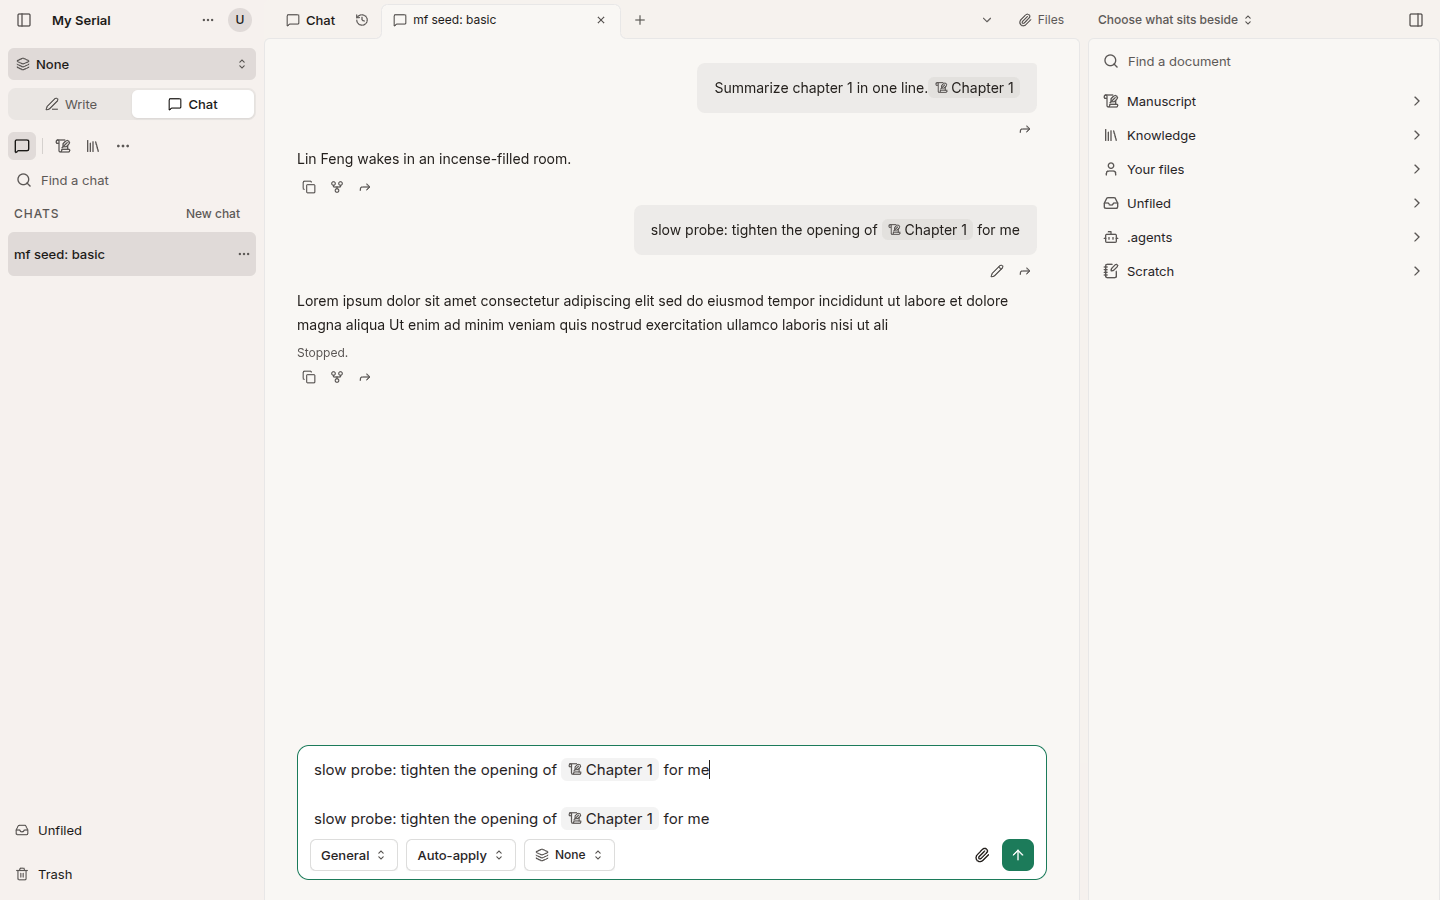 My Serial
U
None
Write
Chat
Find a chat
CHATS
New chat
mf seed: basic
Unfiled
Trash
Chat
mf seed: basic
Files
Summarize chapter 1 in one line. Chapter 1
Lin Feng wakes in an incense-filled room.
slow probe: tighten the opening of Chapter 1 for me
Lorem ipsum dolor sit amet consectetur adipiscing elit sed do eiusmod tempor incididunt ut labore et dolore
magna aliqua Ut enim ad minim veniam quis nostrud exercitation ullamco laboris nisi ut ali
Stopped.
slow probe: tighten the opening of Chapter 1 for me
slow probe: tighten the opening of Chapter 1 for me
General
Auto-apply
None
Choose what sits beside
Find a document
Manuscript
Knowledge
Your files
Unfiled
.agents
Scratch